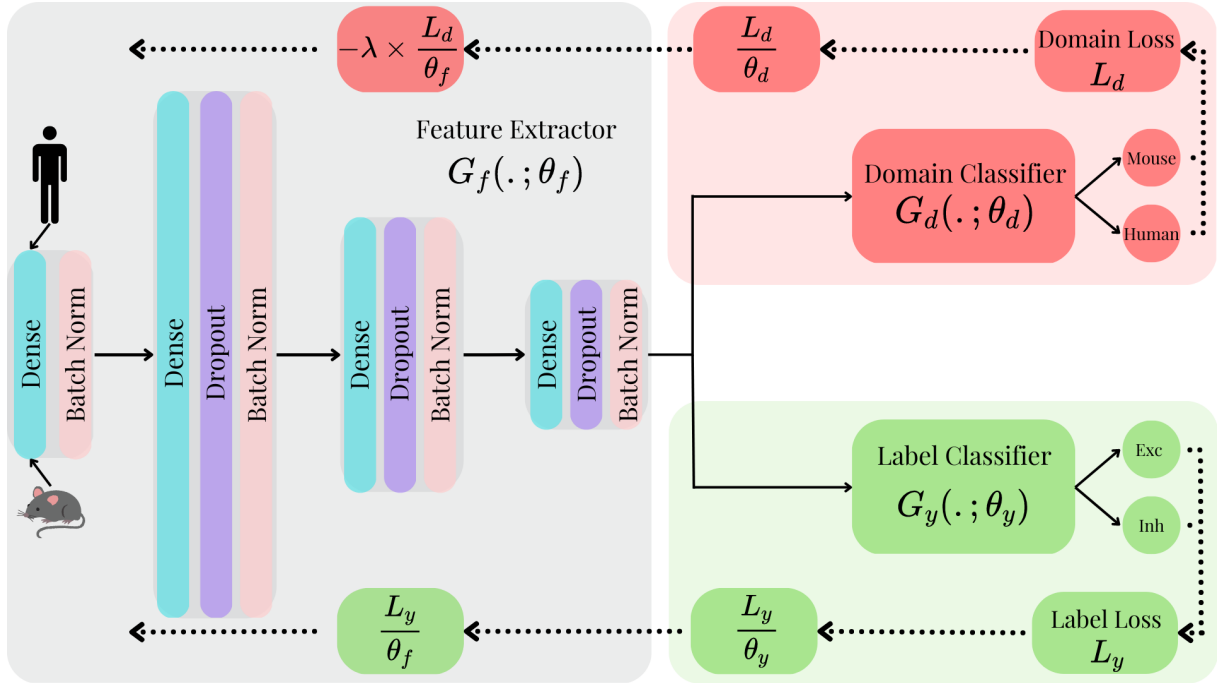 −λ × L_d / θ_f
L_d / θ_d
Domain Loss
L_d
Feature Extractor
G_f(. ; θ_f)
Domain Classifier
G_d(. ; θ_d)
Mouse
Human
Dense
Batch Norm
Dense
Dropout
Batch Norm
Dense
Dropout
Batch Norm
Dense
Dropout
Batch Norm
Label Classifier
G_y(. ; θ_y)
Exc
Inh
L_y / θ_f
L_y / θ_y
Label Loss
L_y